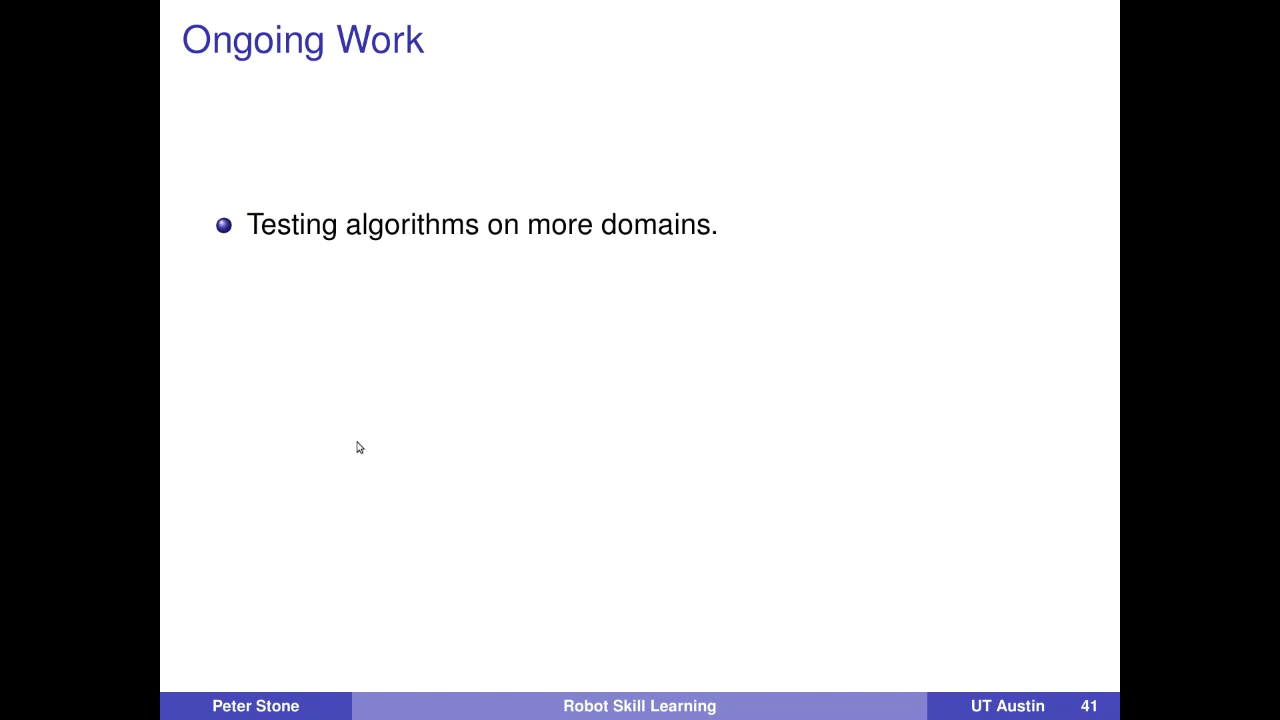 Ongoing Work
Testing algorithms on more domains.
Peter Stone Robot Skill Learning UT Austin 41